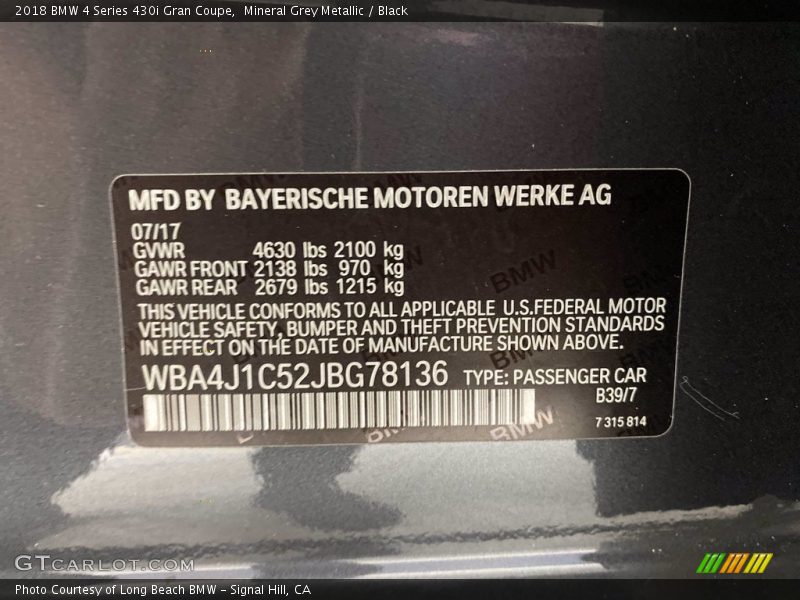 2018 BMW 4 Series 430i Gran Coupe,  Mineral Grey Metallic / Black
MFD BY BAYERISCHE MOTOREN WERKE AG
07/17
GVWR 4630 lbs 2100 kg
GAWR FRONT 2138 lbs 970 kg
GAWR REAR 2679 lbs 1215 kg
THIS VEHICLE CONFORMS TO ALL APPLICABLE U.S.FEDERAL MOTOR
VEHICLE SAFETY, BUMPER AND THEFT PREVENTION STANDARDS
IN EFFECT ON THE DATE OF MANUFACTURE SHOWN ABOVE.
WBA4J1C52JBG78136 TYPE: PASSENGER CAR
B39/7
7 315 814
BMW
BMW
GTCARLOT.COM
Photo Courtesy of Long Beach BMW – Signal Hill, CA